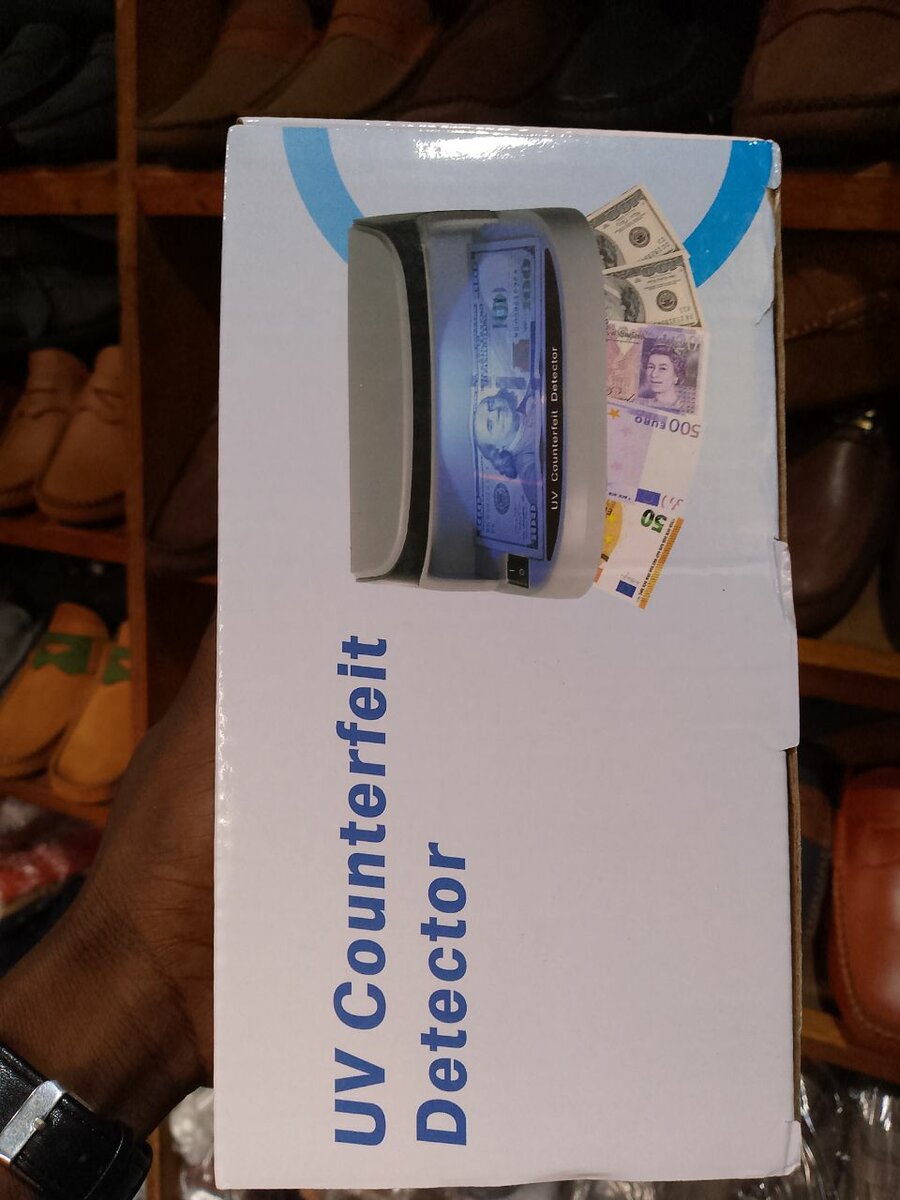 UV Counterfeit
Detector
UV Counterfeit Detector
100
500 EURO
50